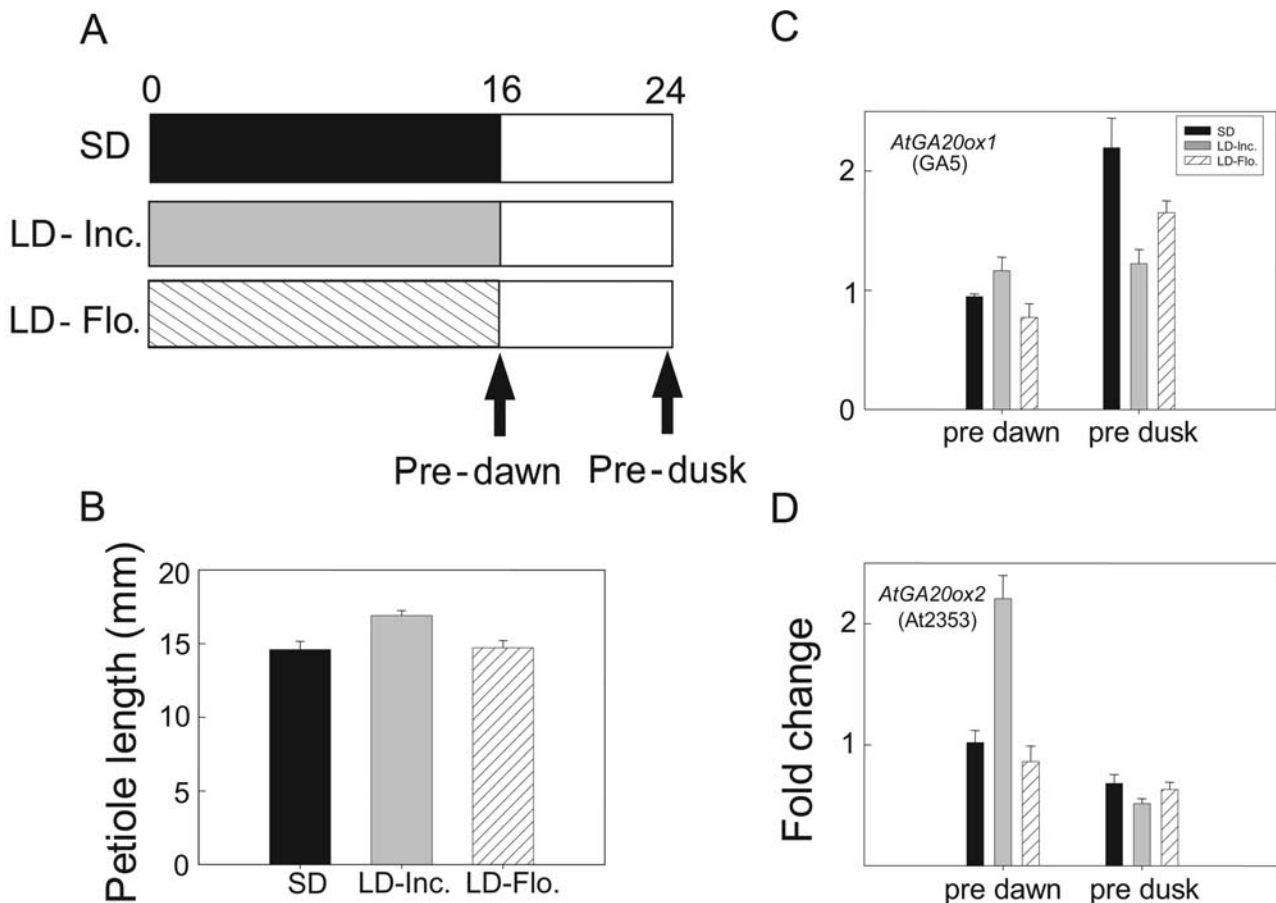 A
0 16 24
SD
LD- Inc.
LD- Flo.
Pre-dawn Pre-dusk
B
Petiole length (mm)
20
15
10
5
0
SD LD-Inc. LD-Flo.
C
AtGA20ox1
(GA5)
SD
LD-Inc.
LD-Flo.
2
1
0
pre dawn pre dusk
D
AtGA20ox2
(At2353)
Fold change
2
1
pre dawn pre dusk